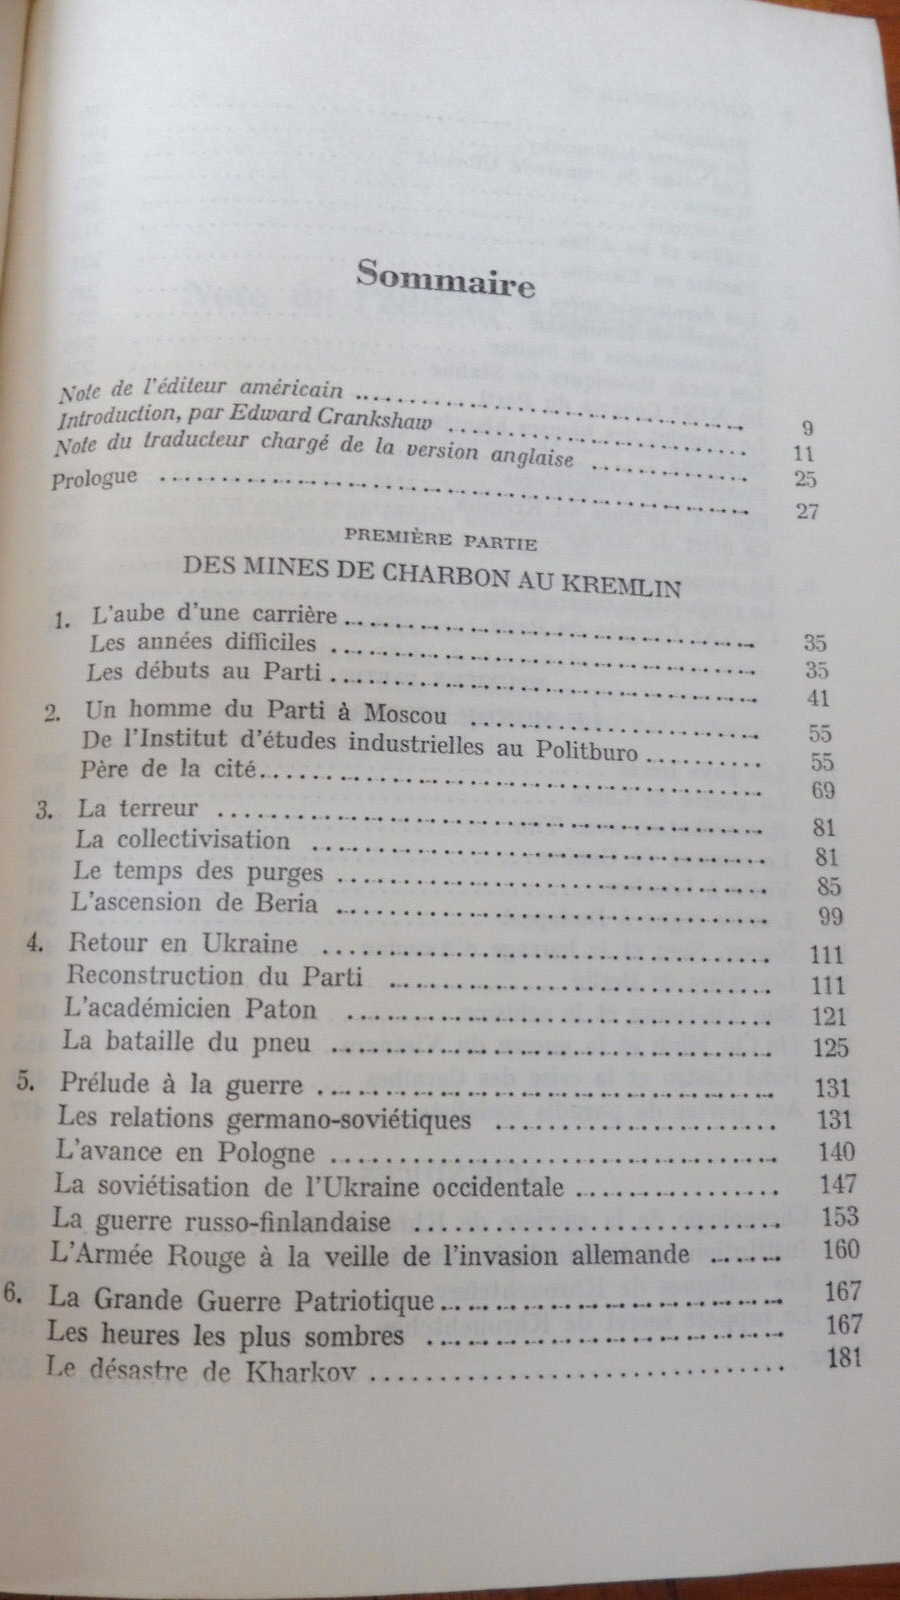 Sommaire
Note de l'éditeur américain .......... 9
Introduction, par Edward Crankshaw .......... 11
Note du traducteur chargé de la version anglaise .......... 25
Prologue .......... 27
PREMIÈRE PARTIE
DES MINES DE CHARBON AU KREMLIN
1. L'aube d'une carrière .......... 35
Les années difficiles .......... 35
Les débuts au Parti .......... 41
2. Un homme du Parti à Moscou .......... 55
De l'Institut d'études industrielles au Politburo .......... 55
Père de la cité .......... 69
3. La terreur .......... 81
La collectivisation .......... 81
Le temps des purges .......... 85
L'ascension de Beria .......... 99
4. Retour en Ukraine .......... 111
Reconstruction du Parti .......... 111
L'académicien Paton .......... 121
La bataille du pneu .......... 125
5. Prélude à la guerre .......... 131
Les relations germano-soviétiques .......... 131
L'avance en Pologne .......... 140
La soviétisation de l'Ukraine occidentale .......... 147
La guerre russo-finlandaise .......... 153
L'Armée Rouge à la veille de l'invasion allemande .......... 160
6. La Grande Guerre Patriotique .......... 167
Les heures les plus sombres .......... 167
Le désastre de Kharkov .......... 181